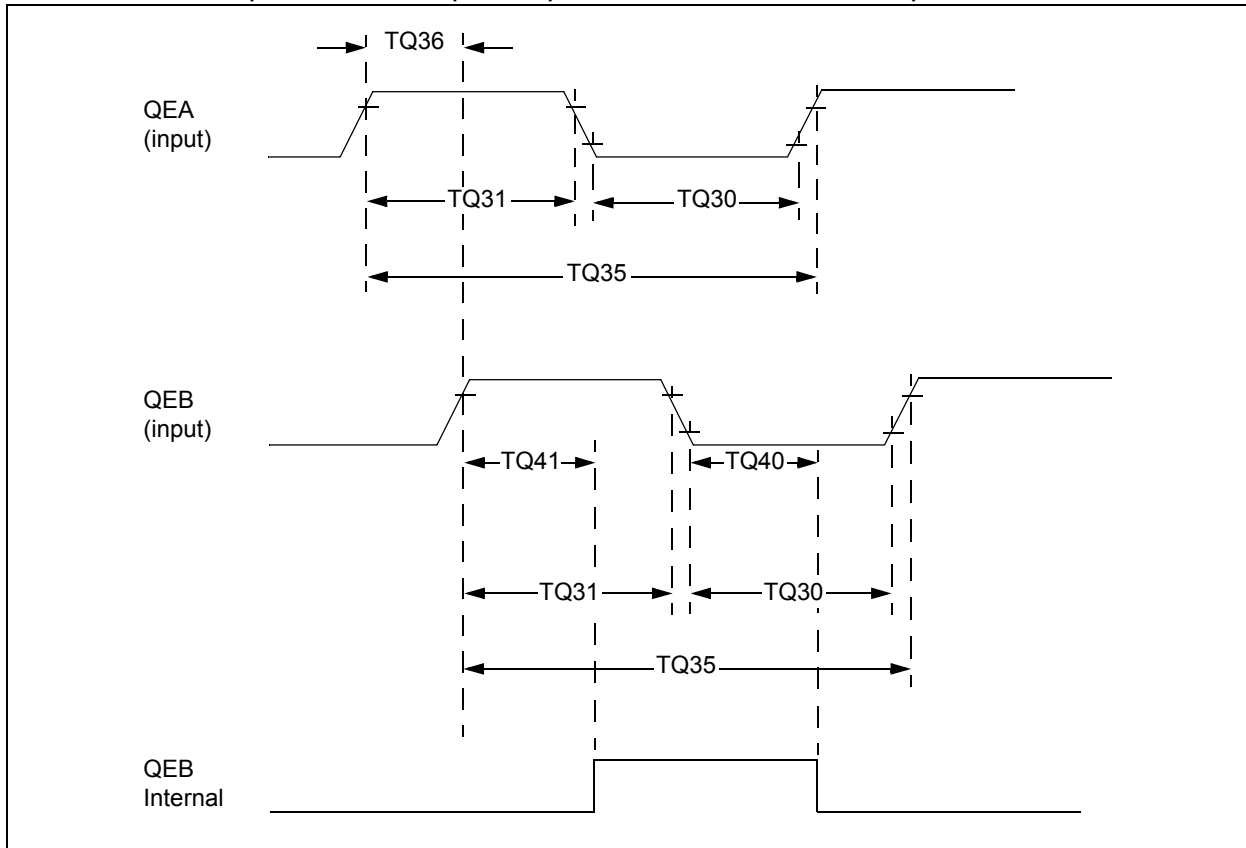 TQ36
QEA
(input)
TQ31
TQ30
TQ35
QEB
(input)
TQ41
TQ40
TQ31
TQ30
TQ35
QEB
Internal